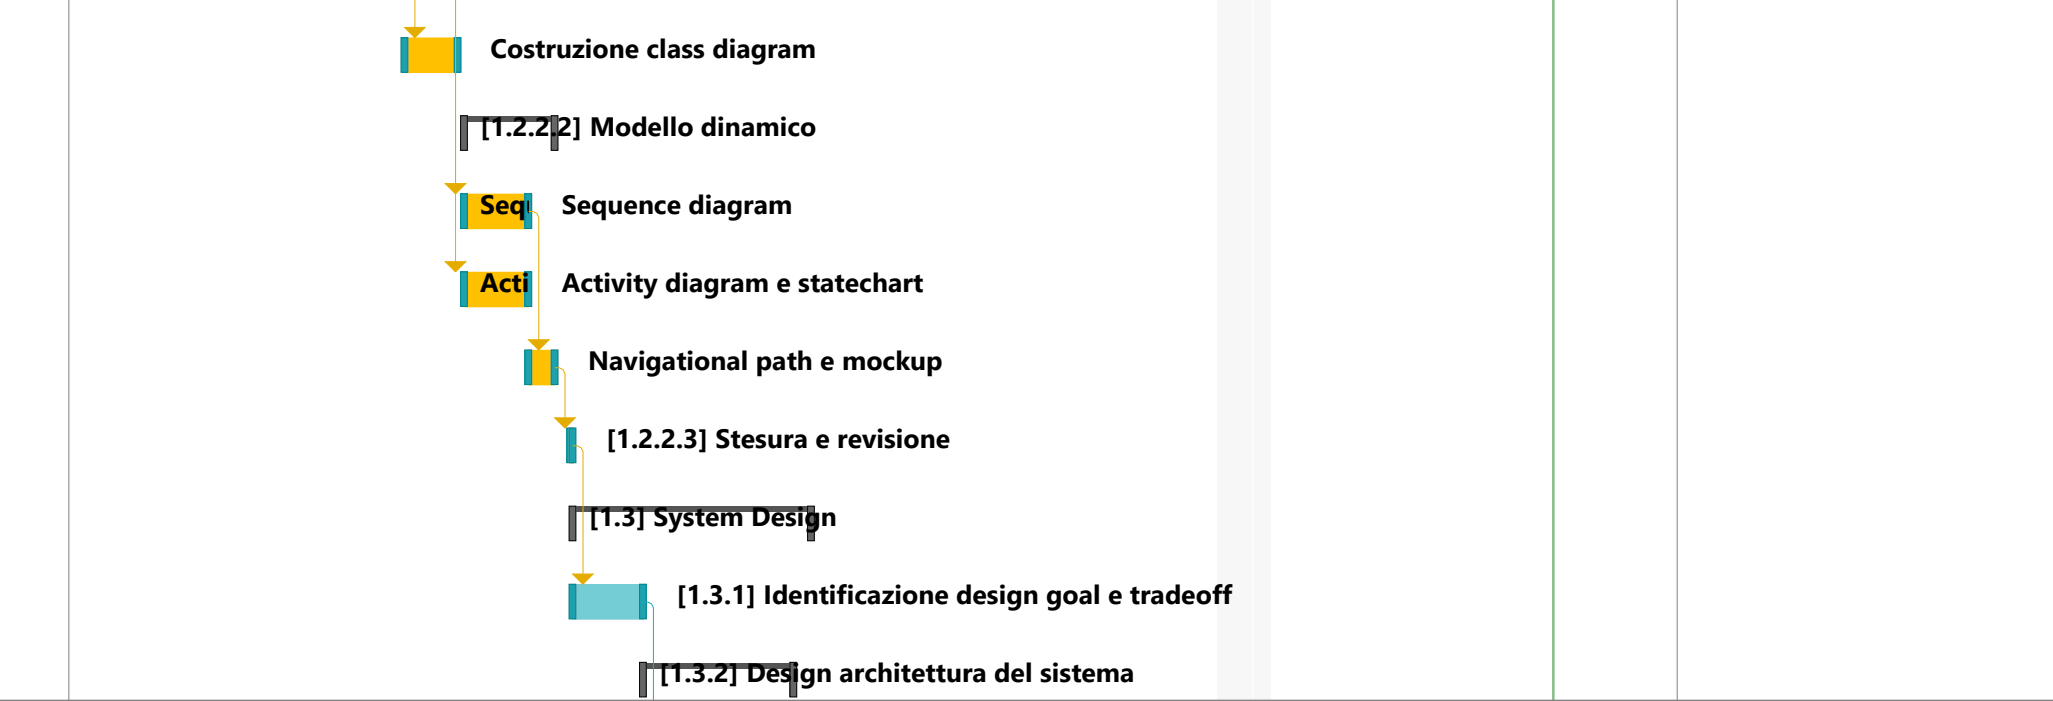 Costruzione class diagram
[1.2.2.2] Modello dinamico
Seq Sequence diagram
Acti Activity diagram e statechart
Navigational path e mockup
[1.2.2.3] Stesura e revisione
[1.3] System Design
[1.3.1] Identificazione design goal e tradeoff
[1.3.2] Design architettura del sistema